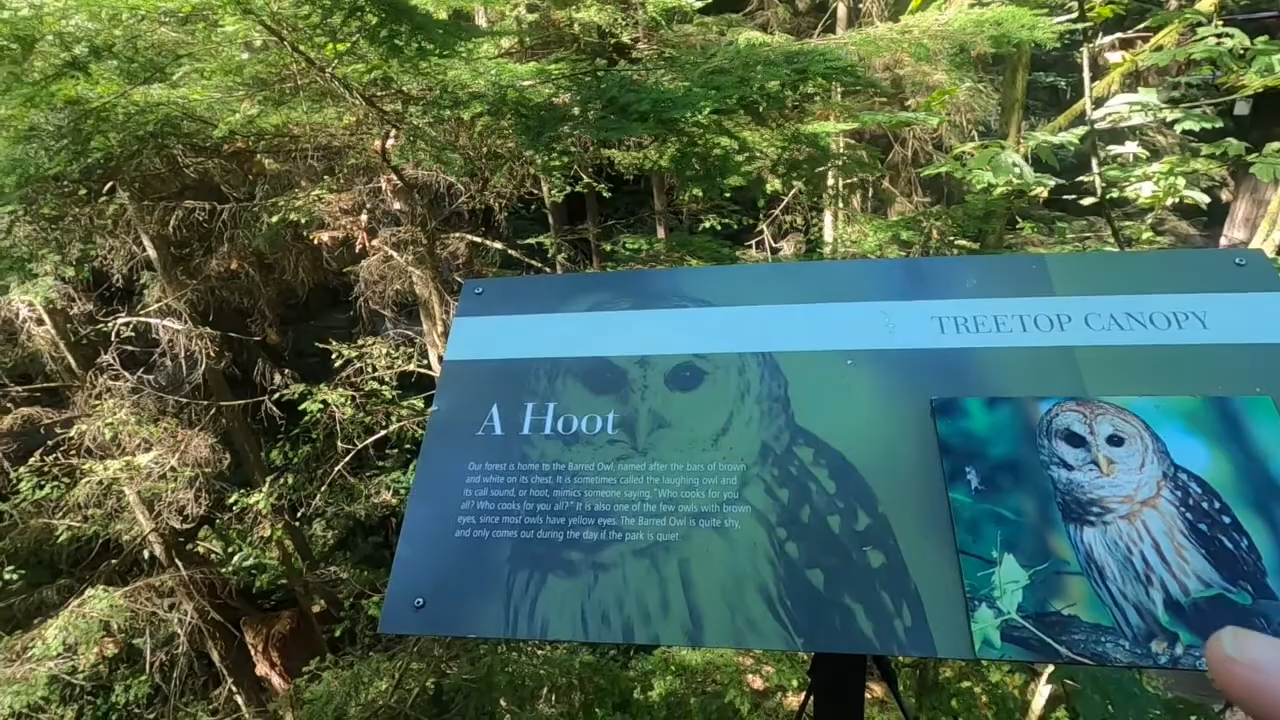 TREETOP CANOPY
A Hoot
Our forest is home to the Barred Owl, named after the bars of brown
and white on its chest. It is sometimes called the laughing owl and
its call sound, or hoot, mimics someone saying, "Who cooks for you
all? Who cooks for you all?" It is also one of the few owls with brown
eyes, since most owls have yellow eyes. The Barred Owl is quite shy,
and only comes out during the day if the park is quiet.